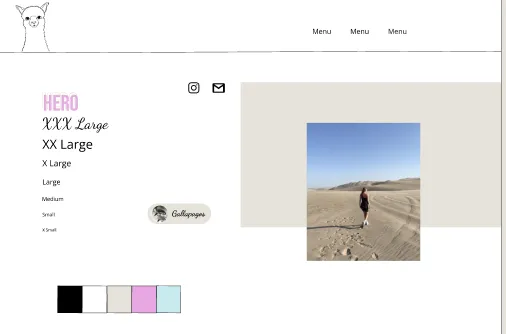 Menu Menu Menu
HERO
XXX Large
XX Large
X Large
Large
Medium
Small
X Small
Gallapagos